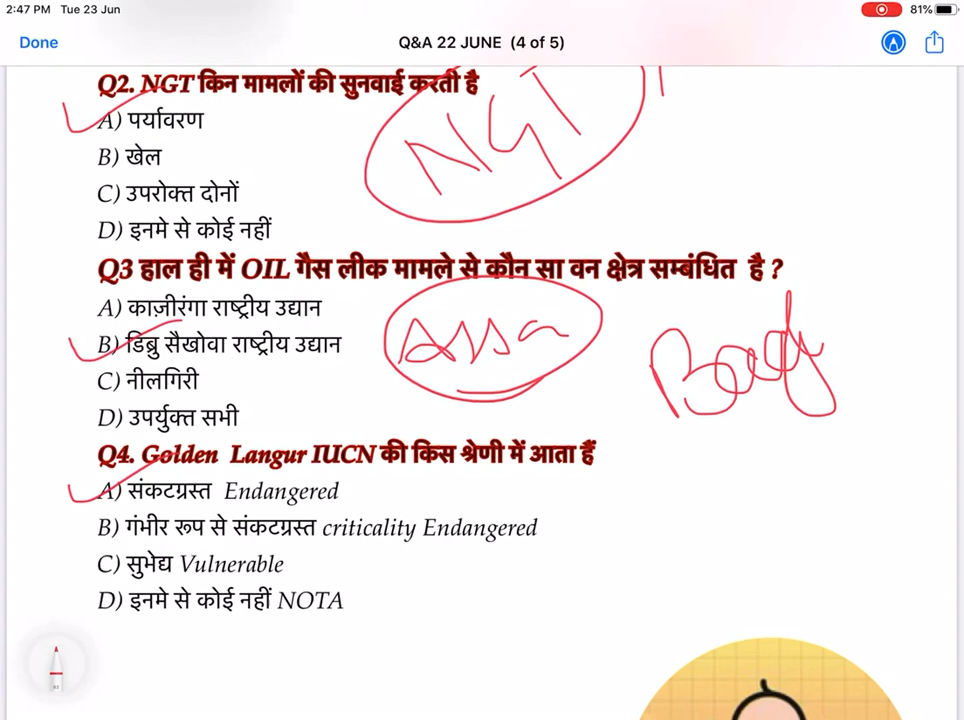 2:47 PM Tue 23 Jun 81%
Done Q&A 22 JUNE (4 of 5)
Q2. NGT किन मामलों की सुनवाई करती है
A) पर्यावरण
B) खेल
C) उपरोक्त दोनों
D) इनमे से कोई नहीं
NGT
Q3 हाल ही में OIL गैस लीक मामले से कौन सा वन क्षेत्र सम्बंधित है ?
A) काज़ीरंगा राष्ट्रीय उद्यान
B) डिब्रु सैखोवा राष्ट्रीय उद्यान
C) नीलगिरी
D) उपर्युक्त सभी
Q4. Golden Langur IUCN की किस श्रेणी में आता हैं
A) संकटग्रस्त Endangered
B) गंभीर रूप से संकटग्रस्त criticality Endangered
C) सुभेद्य Vulnerable
D) इनमे से कोई नहीं NOTA